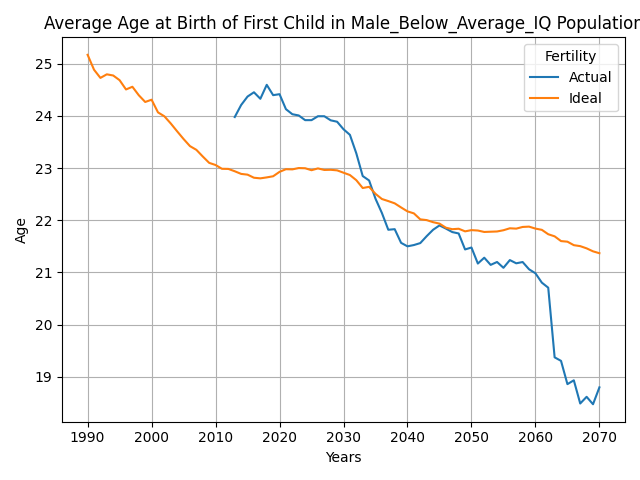 Average Age at Birth of First Child in Male_Below_Average_IQ Population
Fertility
Actual
Ideal
25
24
23
22
21
20
19
Age
1990
2000
2010
2020
2030
2040
2050
2060
2070
Years